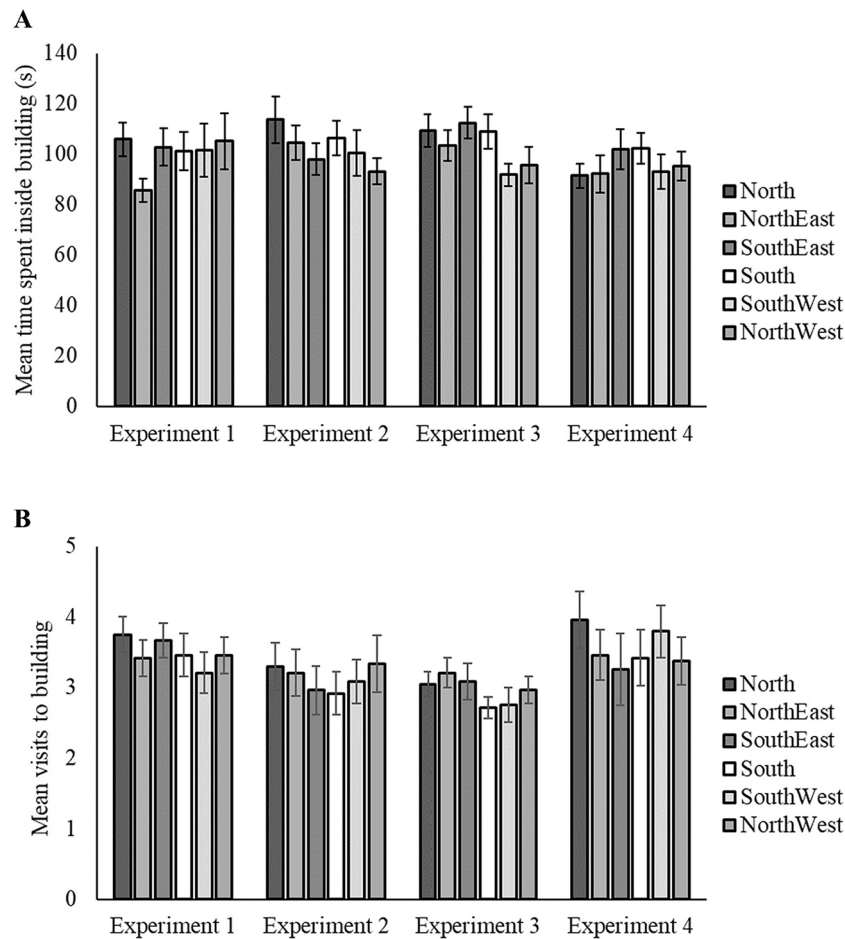 A
Mean time spent inside building (s)
140
120
100
80
60
40
20
0
Experiment 1
Experiment 2
Experiment 3
Experiment 4
North
NorthEast
SouthEast
South
SouthWest
NorthWest
B
Mean visits to building
5
4
3
2
1
0
Experiment 1
Experiment 2
Experiment 3
Experiment 4
North
NorthEast
SouthEast
South
SouthWest
NorthWest